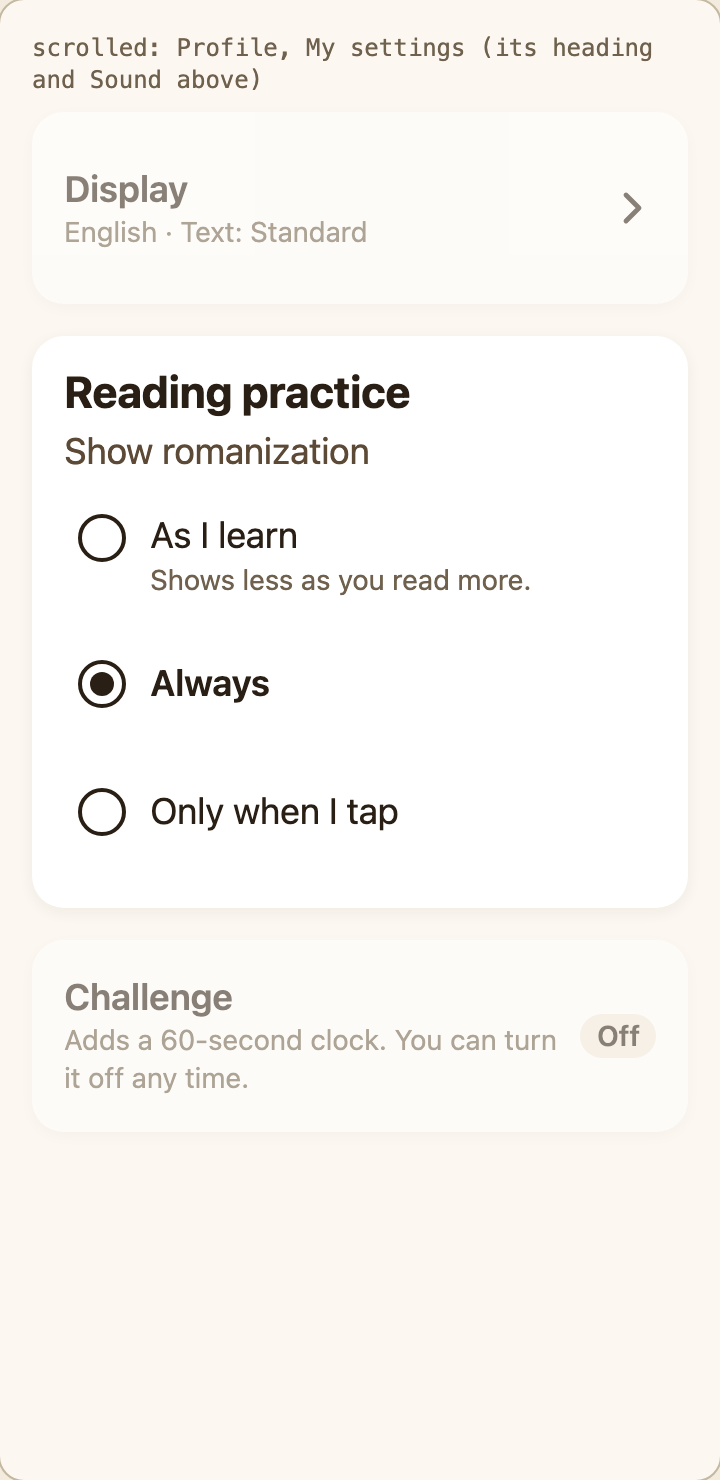 scrolled: Profile, My settings (its heading
and Sound above)
Display
English · Text: Standard
Reading practice
Show romanization
As I learn
Shows less as you read more.
Always
Only when I tap
Challenge
Adds a 60-second clock. You can turn
it off any time.
Off